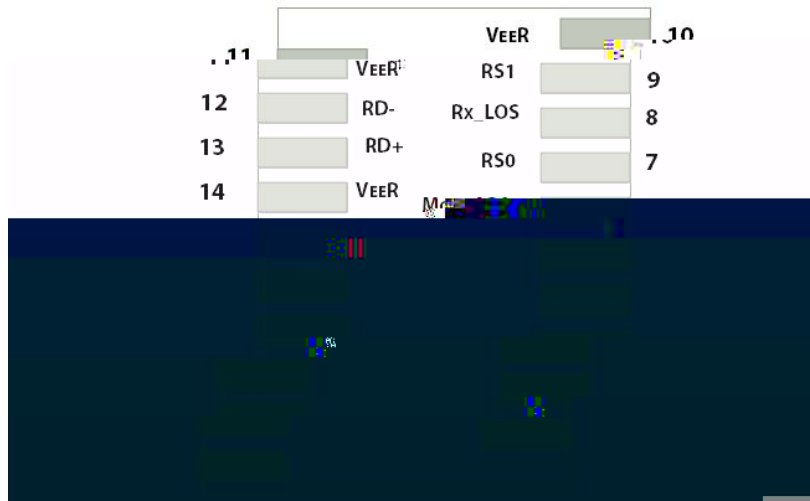 VEER 10
11 VEER RS1 9
12 RD- Rx_LOS 8
13 RD+ RS0 7
14 VEER